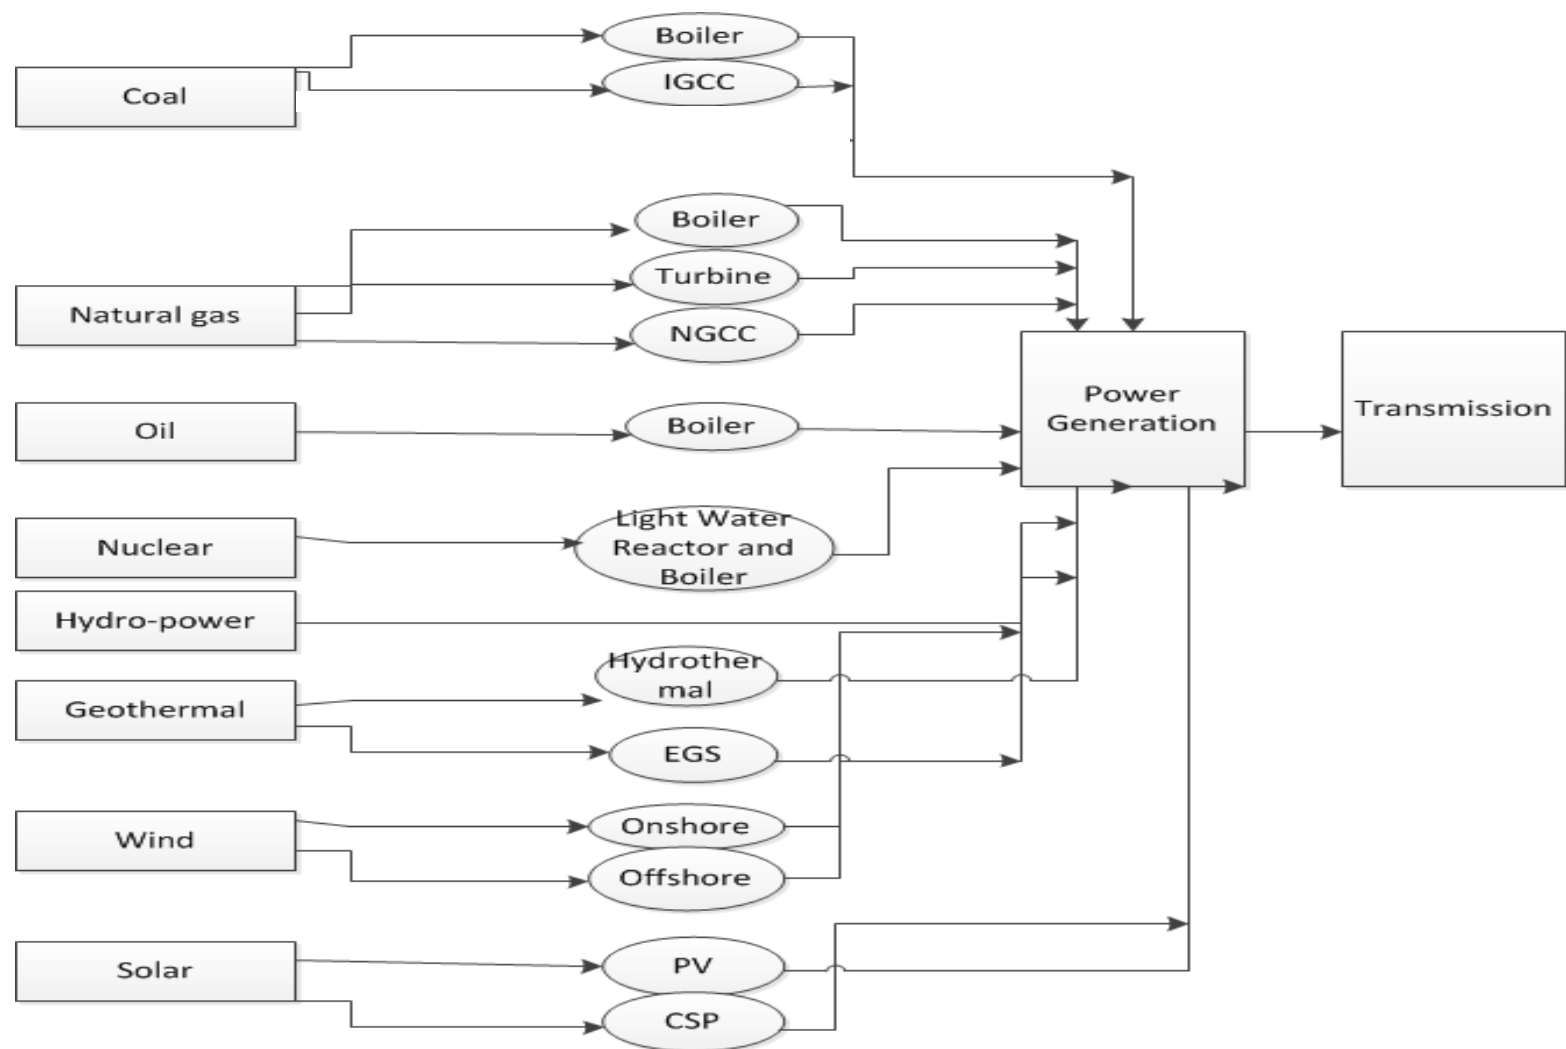 Coal
Boiler
IGCC
Natural gas
Boiler
Turbine
NGCC
Oil
Boiler
Power
Generation
Transmission
Nuclear
Light Water
Reactor and
Boiler
Hydro-power
Geothermal
Hydrother
mal
EGS
Wind
Onshore
Offshore
Solar
PV
CSP